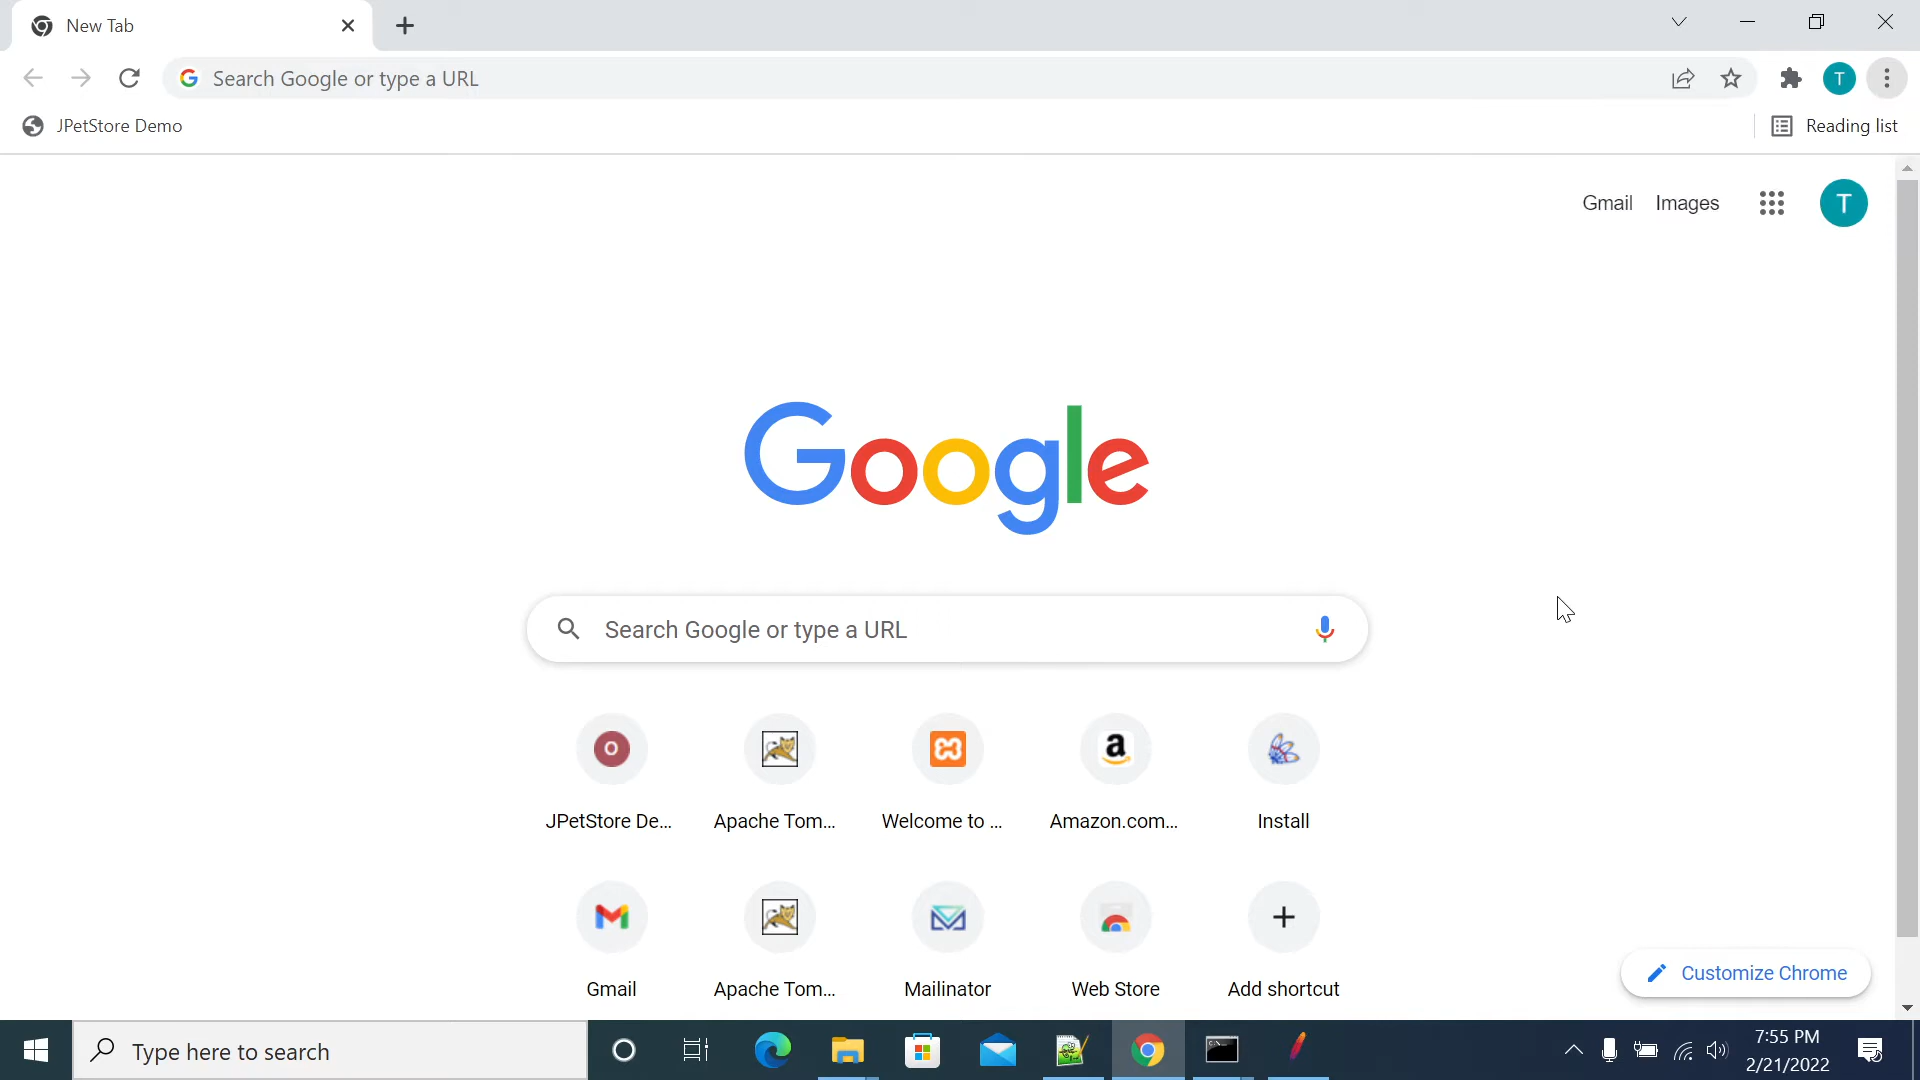 New Tab
Search Google or type a URL
T
JPetStore Demo
Reading list
Gmail Images
T
Google
Search Google or type a URL
O
a
JPetStore De... Apache Tom... Welcome to ... Amazon.com... Install
Gmail Apache Tom... Mailinator Web Store Add shortcut
Customize Chrome
Type here to search
7:55 PM
2/21/2022